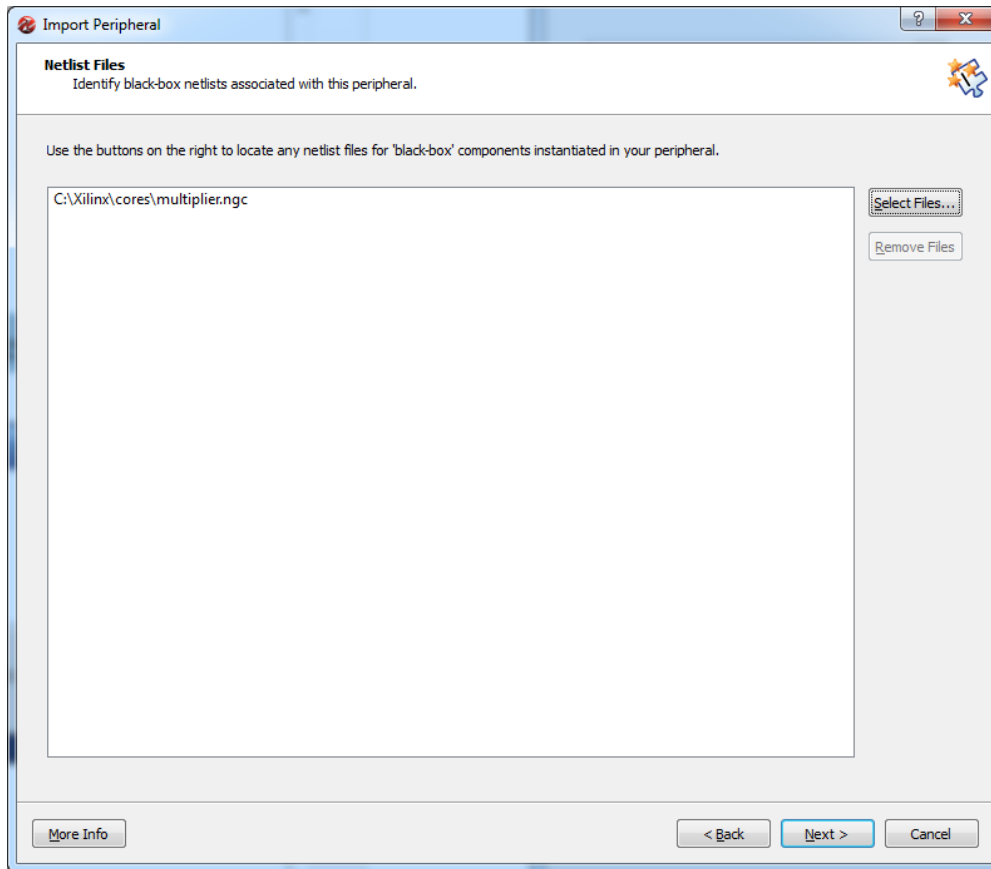 Import Peripheral
Netlist Files
Identify black-box netlists associated with this peripheral.
Use the buttons on the right to locate any netlist files for 'black-box' components instantiated in your peripheral.
C:\Xilinx\cores\multiplier.ngc
Select Files...
Remove Files
More Info
< Back
Next >
Cancel